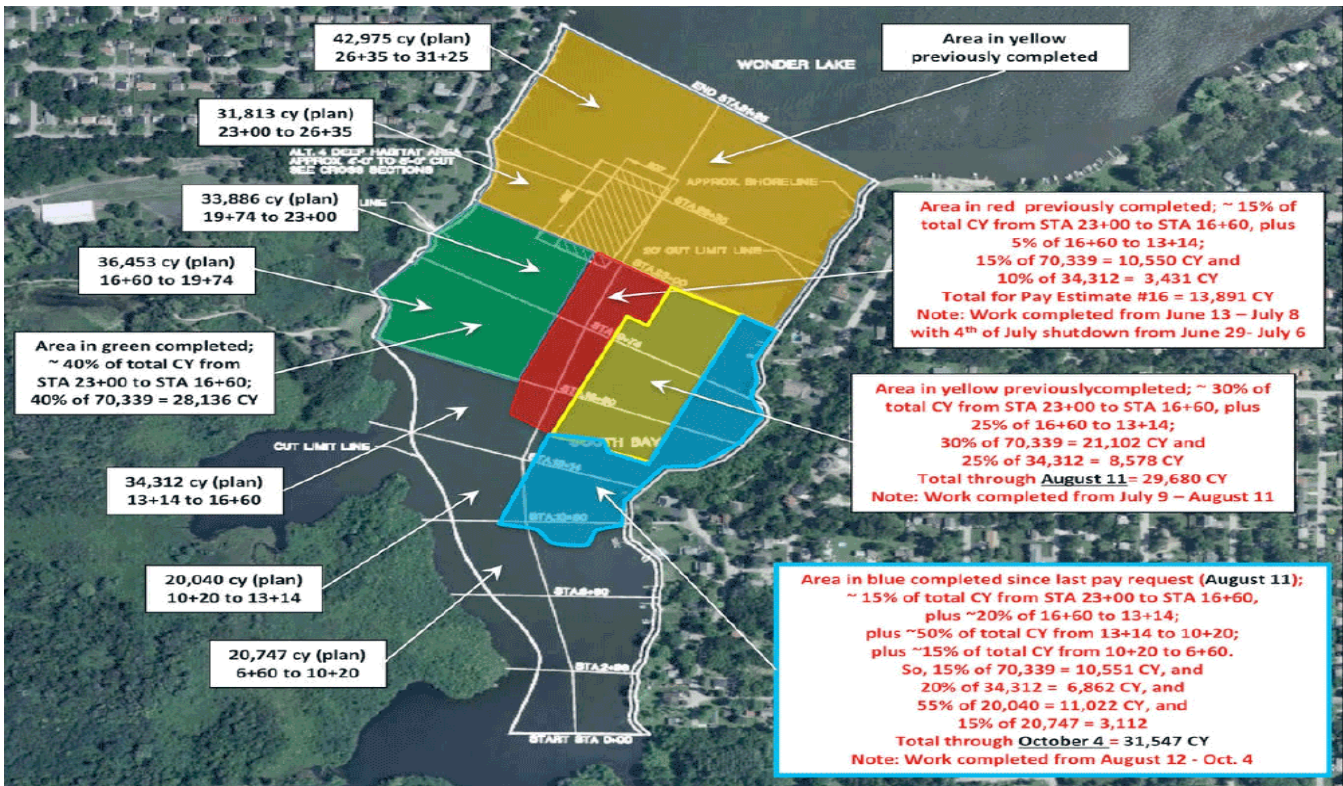 42,975 cy (plan)
26+35 to 31+25
Area in yellow
previously completed
WONDER LAKE
END STA.31+25
31,813 cy (plan)
23+00 to 26+35
ALT. 4 DEEP HABITAT AREA
APPROX. 4'-0" TO 5'-0" CUT
SEE CROSS SECTIONS
APPROX. SHORELINE
33,886 cy (plan)
19+74 to 23+00
LINE
20' CUT LIMIT LINE
Area in red previously completed; ~ 15% of
total CY from STA 23+00 to STA 16+60, plus
5% of 16+60 to 13+14;
15% of 70,339 = 10,550 CY and
10% of 34,312 = 3,431 CY
Total for Pay Estimate #16 = 13,891 CY
Note: Work completed from June 13 – July 8
with 4th of July shutdown from June 29- July 6
36,453 cy (plan)
16+60 to 19+74
Area in green completed;
~ 40% of total CY from
STA 23+00 to STA 16+60;
40% of 70,339 = 28,136 CY
Area in yellow previouslycompleted; ~ 30% of
total CY from STA 23+00 to STA 16+60, plus
25% of 16+60 to 13+14;
30% of 70,339 = 21,102 CY and
25% of 34,312 = 8,578 CY
Total through August 11= 29,680 CY
Note: Work completed from July 9 – August 11
SOUTH BAY
CUT LIMIT LINE
34,312 cy (plan)
13+14 to 16+60
20,040 cy (plan)
10+20 to 13+14
20,747 cy (plan)
6+60 to 10+20
Area in blue completed since last pay request (August 11);
~ 15% of total CY from STA 23+00 to STA 16+60,
plus ~20% of 16+60 to 13+14;
plus ~50% of total CY from 13+14 to 10+20;
plus ~15% of total CY from 10+20 to 6+60.
So, 15% of 70,339 = 10,551 CY, and
20% of 34,312 = 6,862 CY, and
55% of 20,040 = 11,022 CY, and
15% of 20,747 = 3,112
Total through October 4 = 31,547 CY
Note: Work completed from August 12 - Oct. 4
START STA 0+00